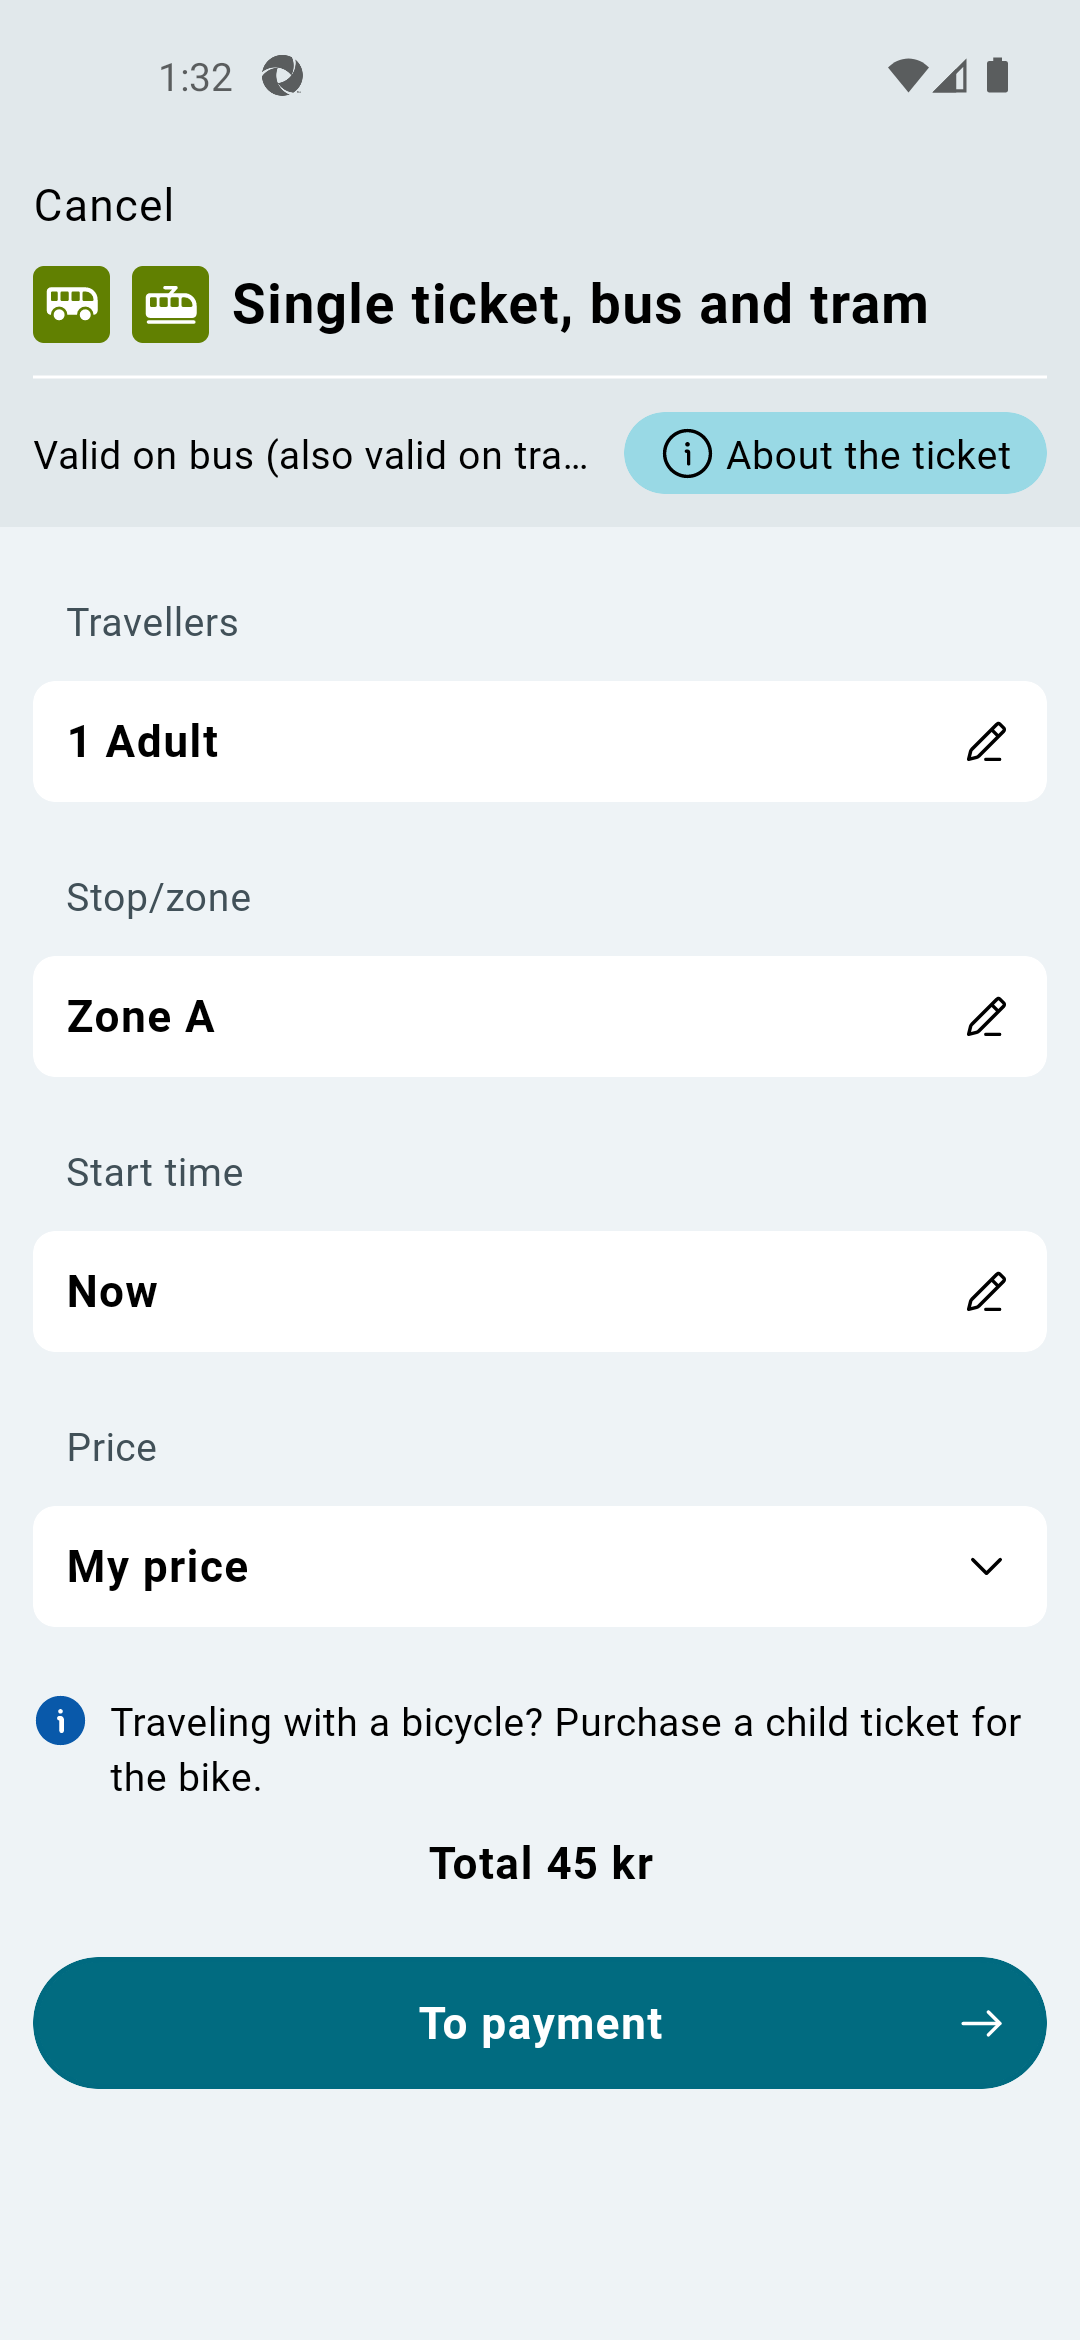 1:32
Cancel
Single ticket, bus and tram
Valid on bus (also valid on tra...
About the ticket
Travellers
1 Adult
Stop/zone
Zone A
Start time
Now
Price
My price
Traveling with a bicycle? Purchase a child ticket for
the bike.
Total 45 kr
To payment